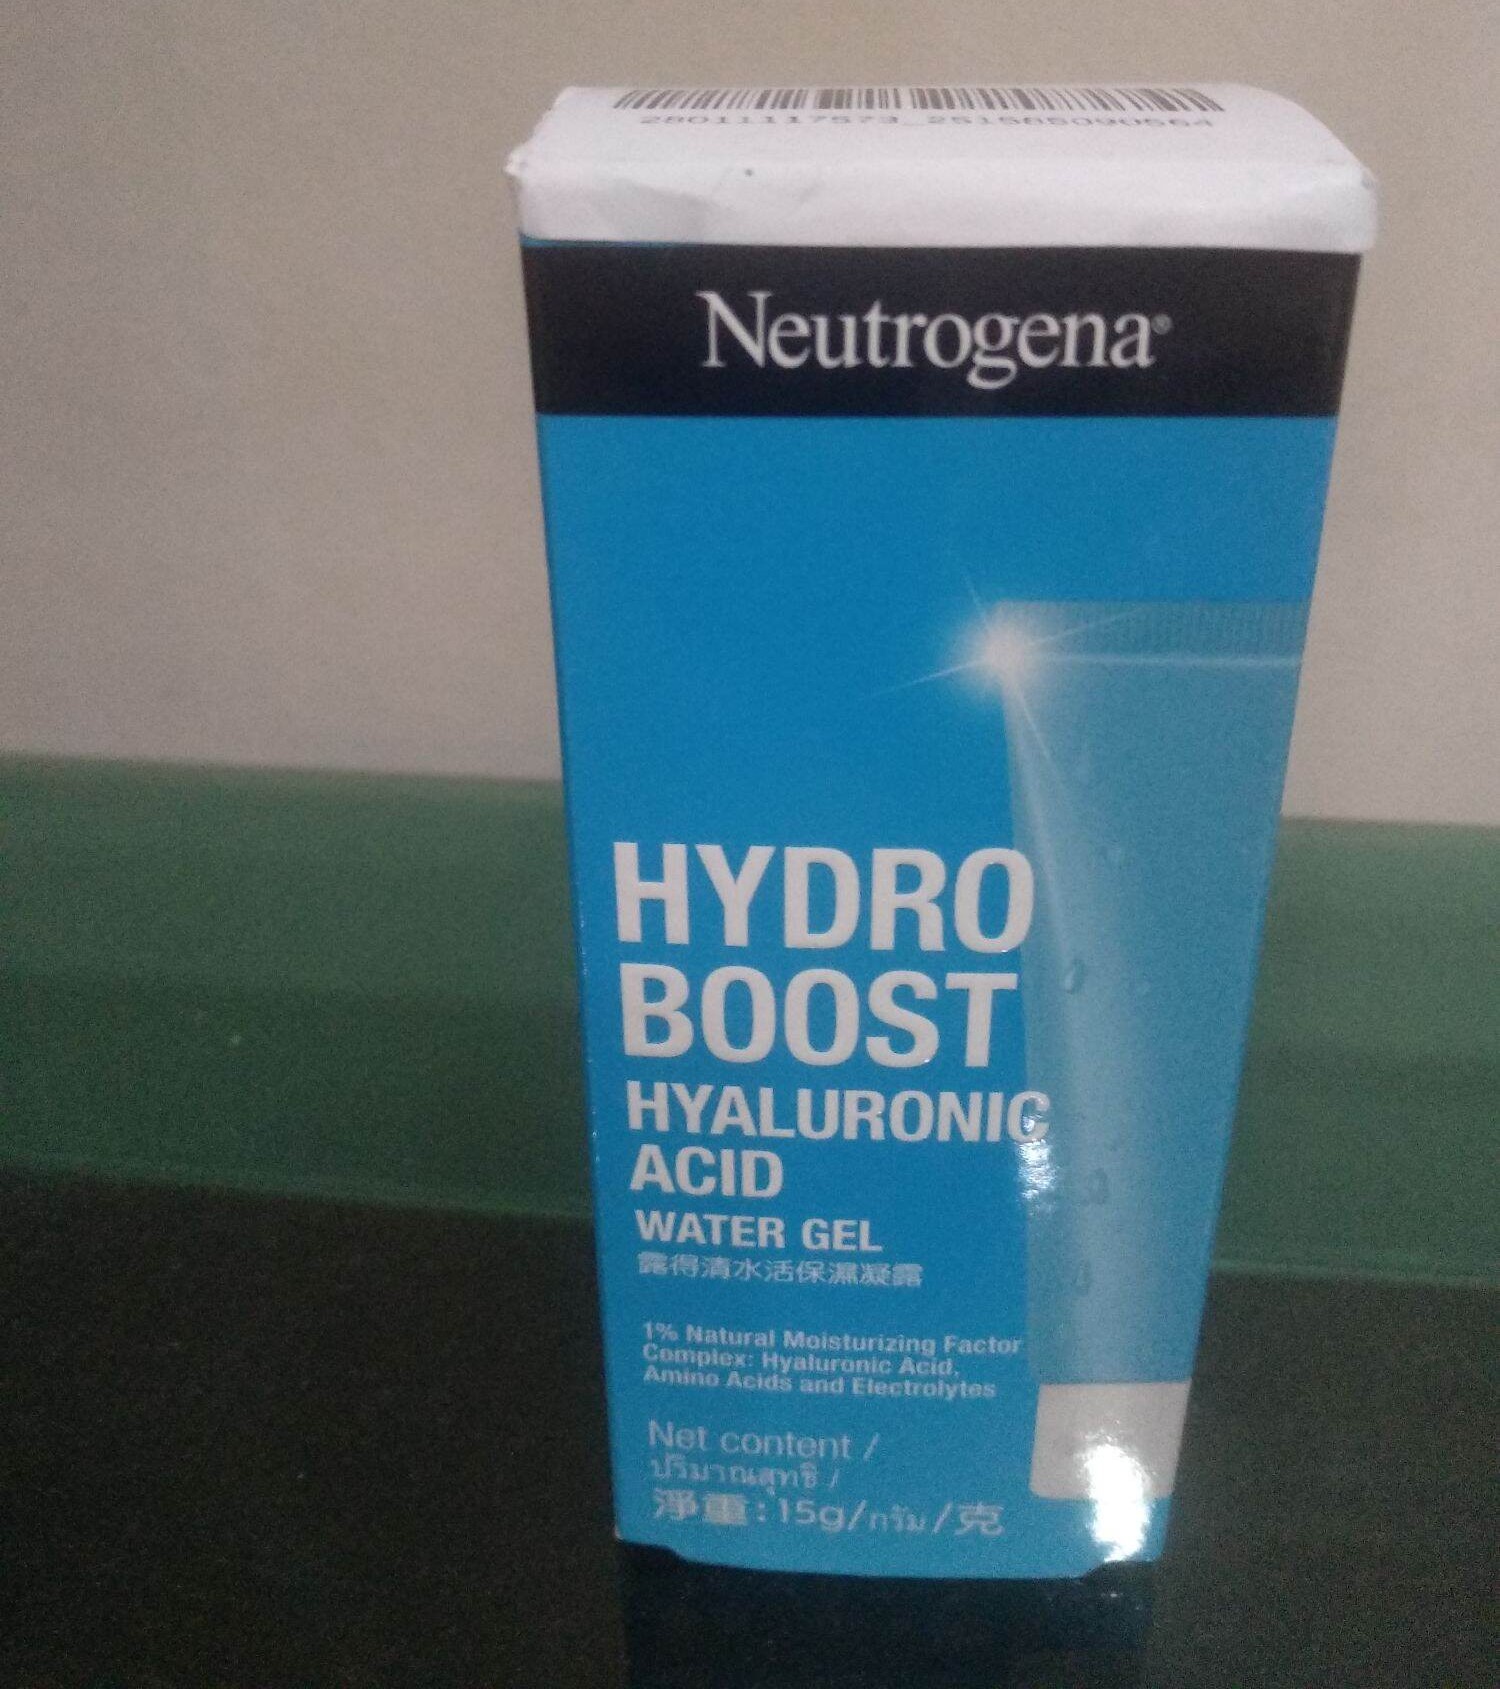 28011117573_251585090564
Neutrogena®
HYDRO
BOOST
HYALURONIC
ACID
WATER GEL
露得清水活保濕凝露
1% Natural Moisturizing Factor
Complex: Hyaluronic Acid,
Amino Acids and Electrolytes
Net content /
ปริมาณสุทธิ /
淨重:15g/กรัม/克